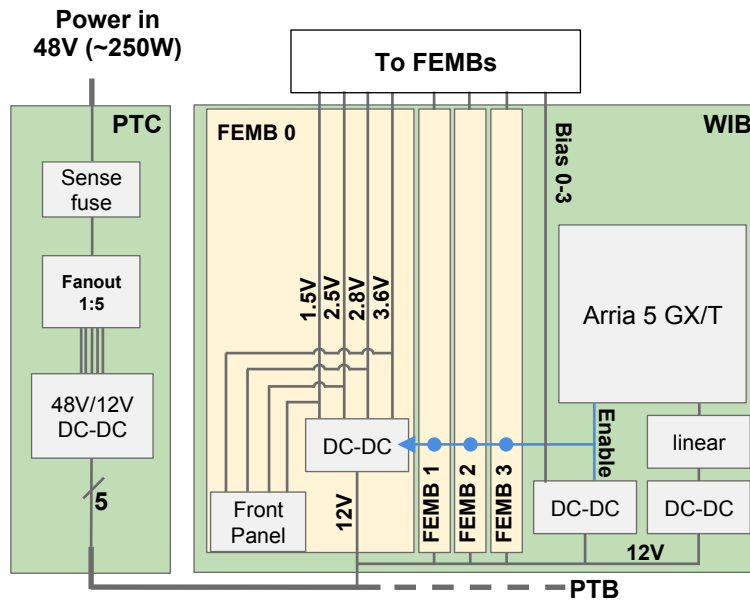 Power in
48V (~250W)
To FEMBs
PTC
Sense
fuse
Fanout
1:5
48V/12V
DC-DC
5
FEMB 0
1.5V
2.5V
2.8V
3.6V
DC-DC
Front
Panel
12V
FEMB 1
FEMB 2
FEMB 3
Bias 0-3
WIB
Arria 5 GX/T
Enable
linear
DC-DC
DC-DC
12V
PTB